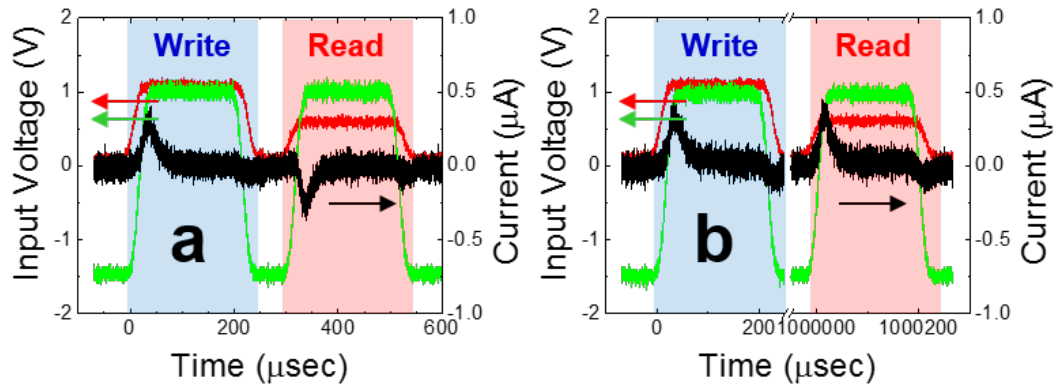 Write Read
Input Voltage (V)
2
1
0
-1
-2
1.0
0.5
0.0
-0.5
-1.0
Current (μA)
a
0 200 400 600
Time (μsec)
Write Read
Input Voltage (V)
2
1
0
-1
-2
1.0
0.5
0.0
-0.5
-1.0
Current (μA)
b
0 200 1000000 1000200
Time (μsec)